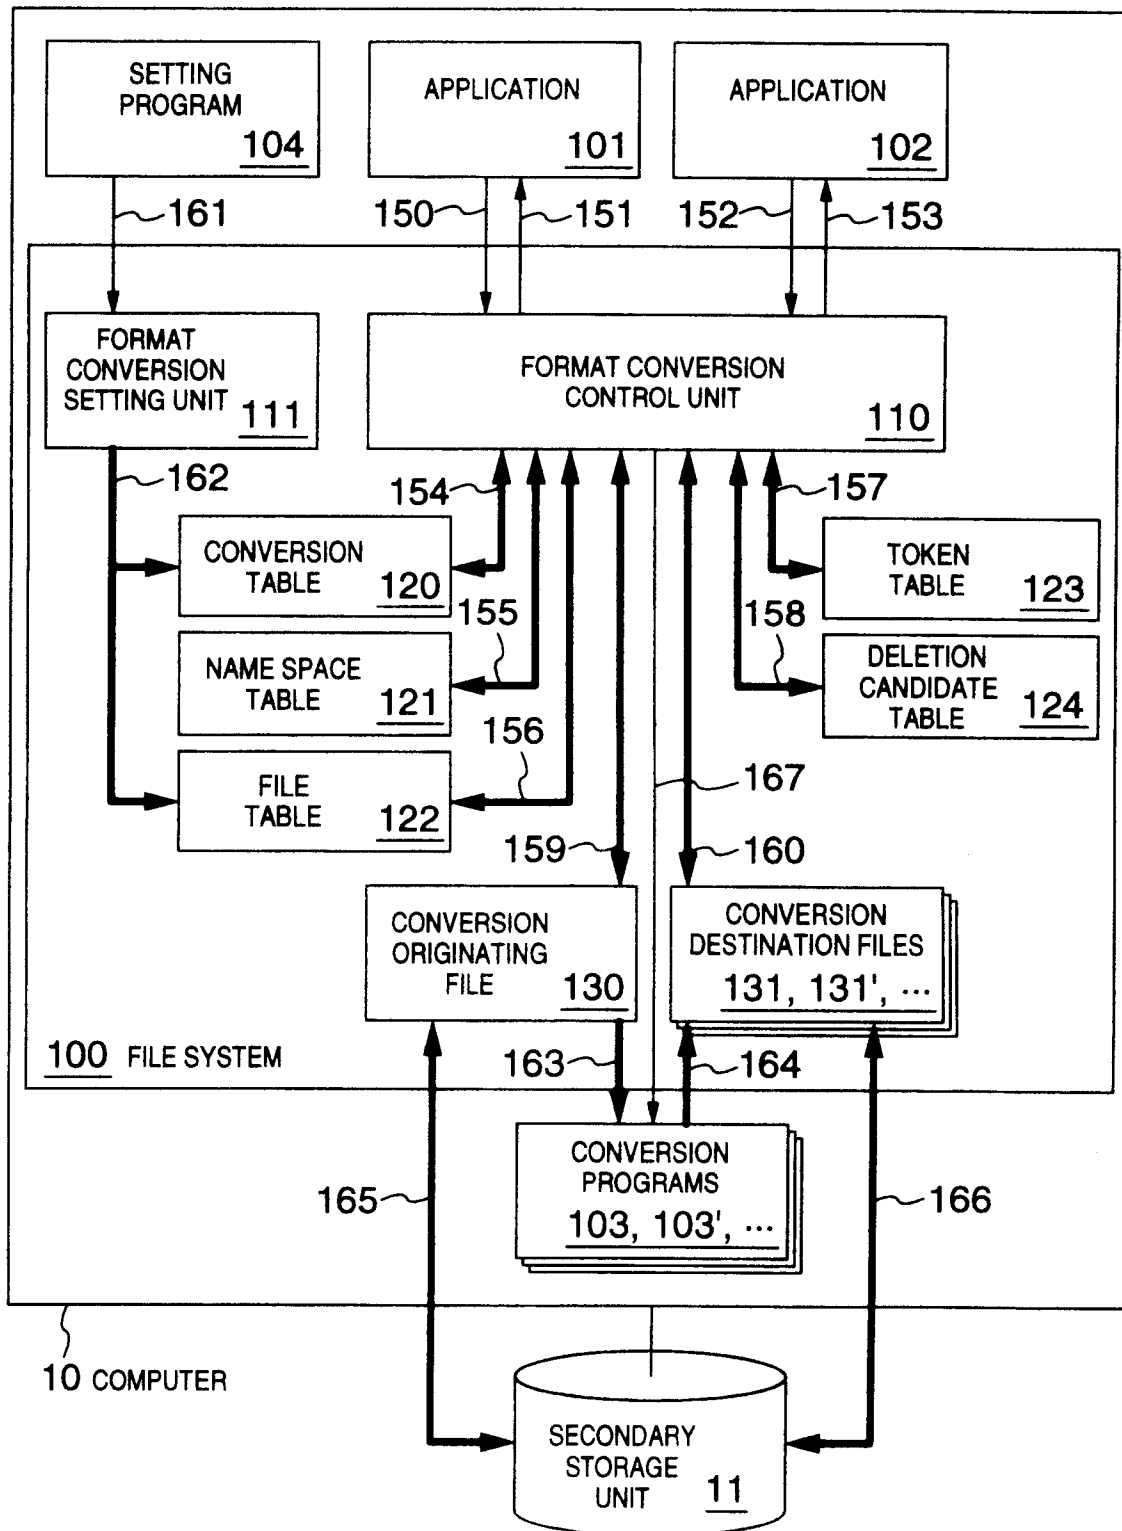 SETTING
PROGRAM
104
APPLICATION
101
APPLICATION
102
161
150
151
152
153
FORMAT
CONVERSION
SETTING UNIT
111
FORMAT CONVERSION
CONTROL UNIT
110
162
154
157
CONVERSION
TABLE
120
TOKEN
TABLE
123
155
158
NAME SPACE
TABLE
121
DELETION
CANDIDATE
TABLE
124
156
FILE
TABLE
122
167
159
160
CONVERSION
ORIGINATING
FILE
130
CONVERSION
DESTINATION FILES
131, 131', ...
100 FILE SYSTEM
163
164
CONVERSION
PROGRAMS
103, 103', ...
165
166
10 COMPUTER
SECONDARY
STORAGE
UNIT
11